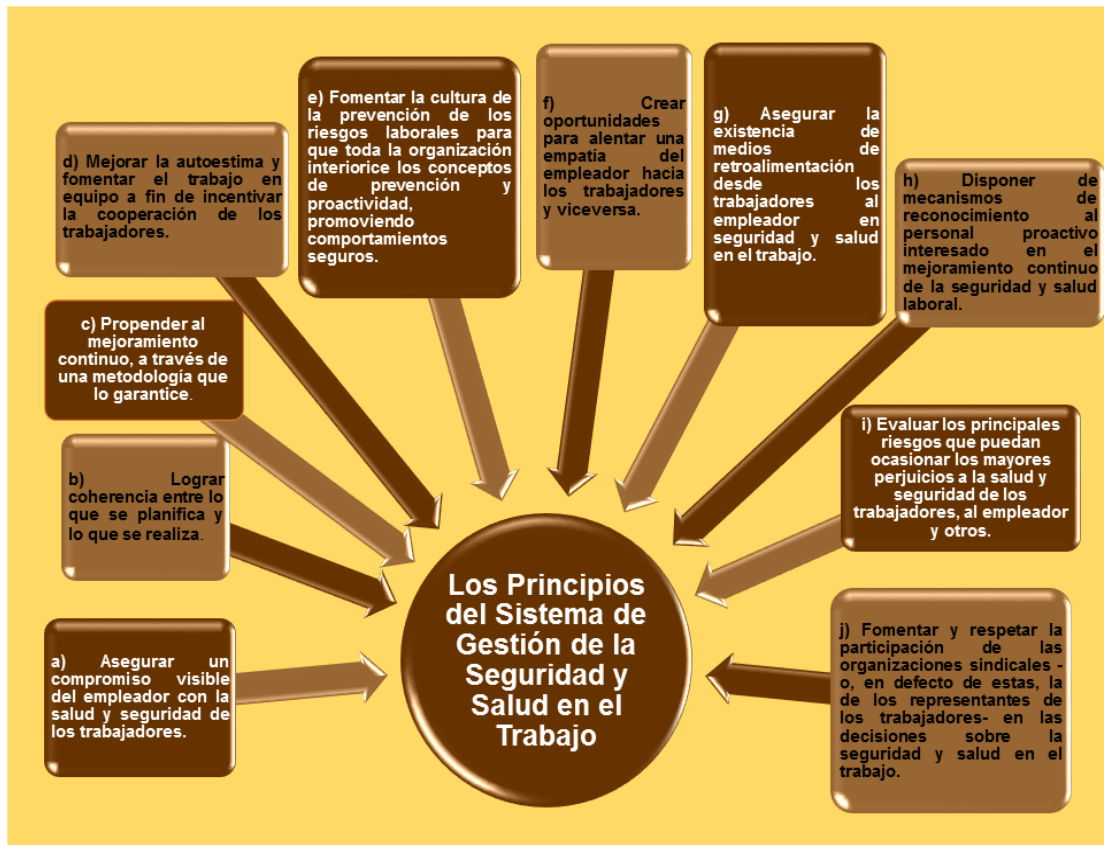 a) Asegurar un
compromiso visible
del empleador con la
salud y seguridad de
los trabajadores.
b) Lograr
coherencia entre lo
que se planifica y
lo que se realiza.
c) Propender al
mejoramiento
continuo, a través de
una metodología que
lo garantice.
d) Mejorar la autoestima y
fomentar el trabajo en
equipo a fin de incentivar
la cooperación de los
trabajadores.
e) Fomentar la cultura de
la prevención de los
riesgos laborales para
que toda la organización
interiorice los conceptos
de prevención y
proactividad,
promoviendo
comportamientos
seguros.
f) Crear
oportunidades
para alentar una
empatía del
empleador hacia
los trabajadores
y viceversa.
g) Asegurar la
existencia de
medios de
retroalimentación
desde los
trabajadores al
empleador en
seguridad y salud
en el trabajo.
h) Disponer de
mecanismos de
reconocimiento al
personal proactivo
interesado en el
mejoramiento continuo
de la seguridad y salud
laboral.
i) Evaluar los principales
riesgos que puedan
ocasionar los mayores
perjuicios a la salud y
seguridad de los
trabajadores, al empleador
y otros.
j) Fomentar y respetar la
participación de las
organizaciones sindicales -
o, en defecto de estas, la
de los representantes de
los trabajadores- en las
decisiones sobre la
seguridad y salud en el
trabajo.
Los Principios
del Sistema de
Gestión de la
Seguridad y
Salud en el
Trabajo